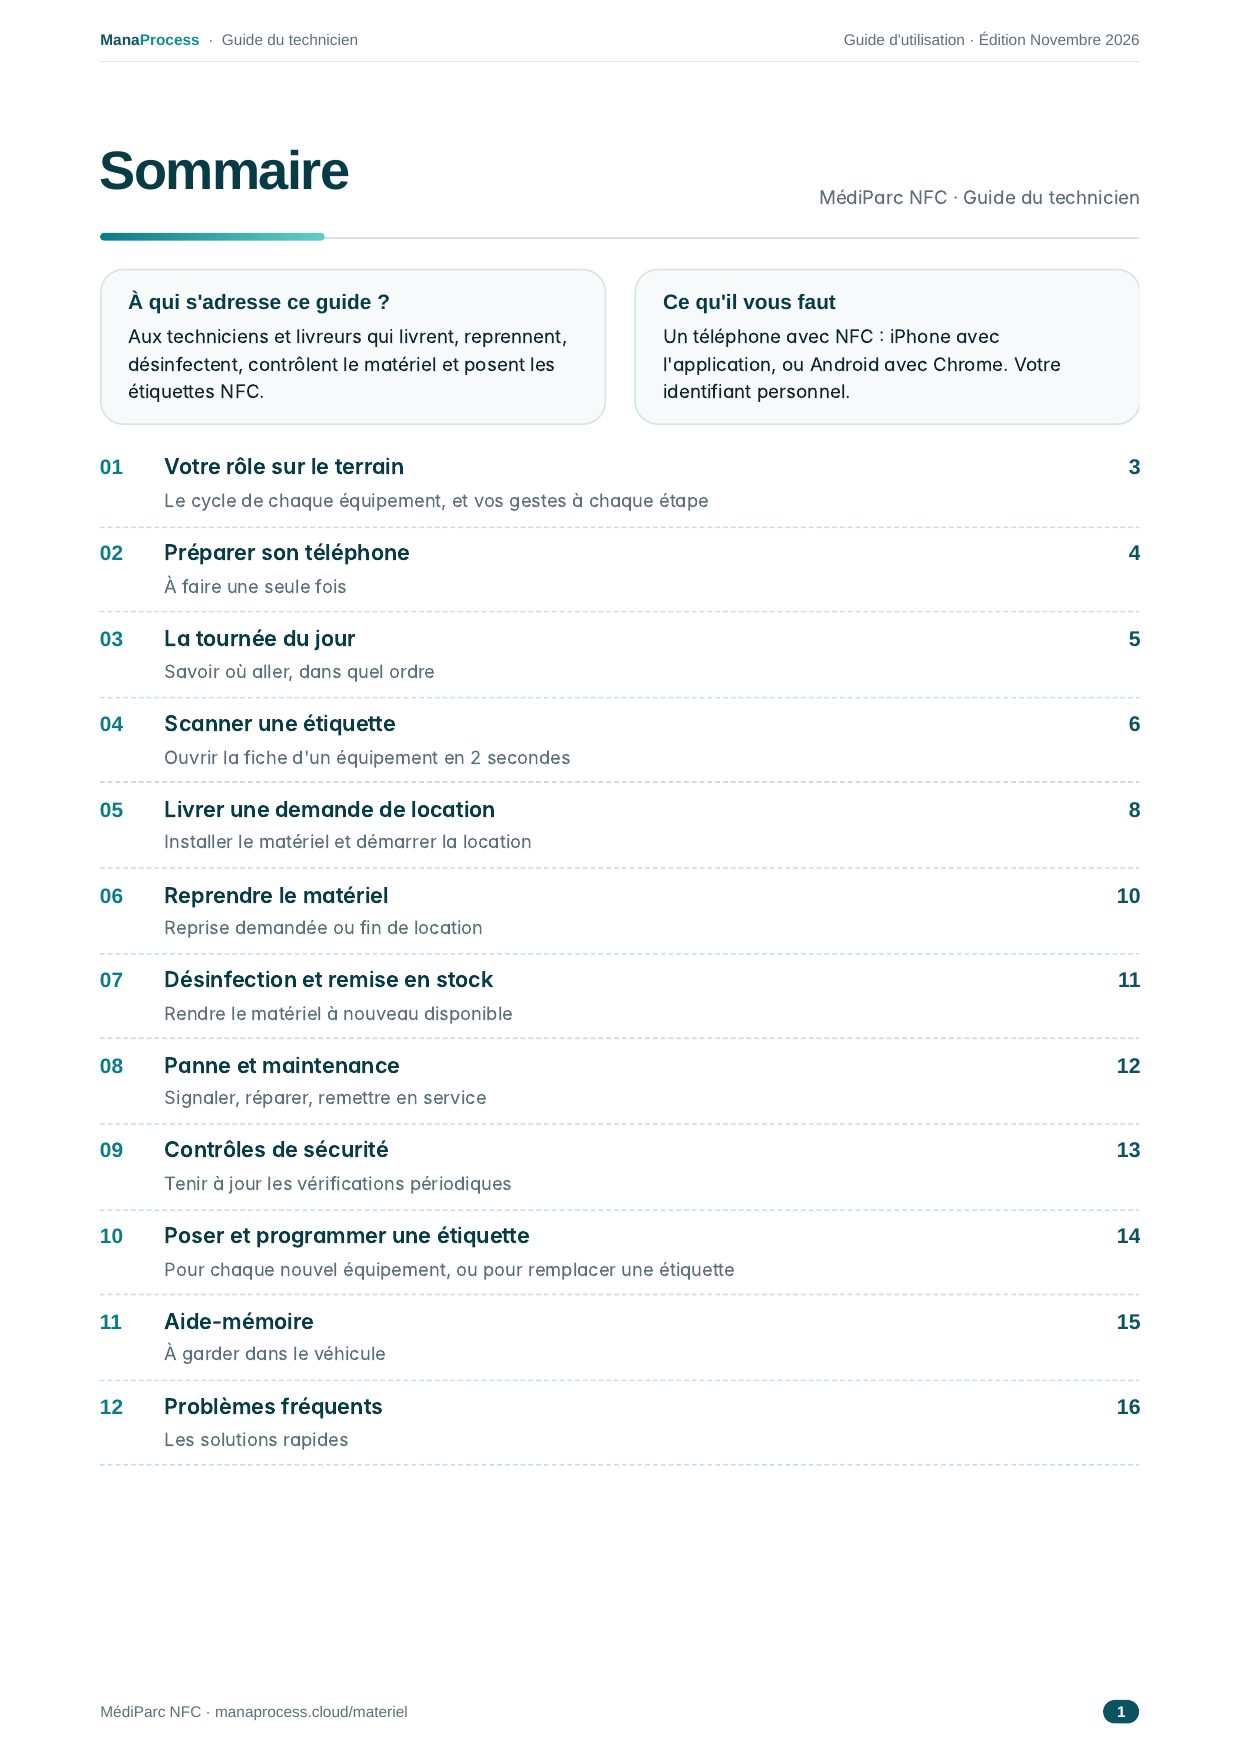 ManaProcess · Guide du technicien
Guide d'utilisation · Édition Novembre 2026
Sommaire
MédiParc NFC · Guide du technicien
À qui s'adresse ce guide ?
Aux techniciens et livreurs qui livrent, reprennent,
désinfectent, contrôlent le matériel et posent les
étiquettes NFC.
Ce qu'il vous faut
Un téléphone avec NFC : iPhone avec
l'application, ou Android avec Chrome. Votre
identifiant personnel.
01 Votre rôle sur le terrain 3
Le cycle de chaque équipement, et vos gestes à chaque étape
02 Préparer son téléphone 4
À faire une seule fois
03 La tournée du jour 5
Savoir où aller, dans quel ordre
04 Scanner une étiquette 6
Ouvrir la fiche d'un équipement en 2 secondes
05 Livrer une demande de location 8
Installer le matériel et démarrer la location
06 Reprendre le matériel 10
Reprise demandée ou fin de location
07 Désinfection et remise en stock 11
Rendre le matériel à nouveau disponible
08 Panne et maintenance 12
Signaler, réparer, remettre en service
09 Contrôles de sécurité 13
Tenir à jour les vérifications périodiques
10 Poser et programmer une étiquette 14
Pour chaque nouvel équipement, ou pour remplacer une étiquette
11 Aide-mémoire 15
À garder dans le véhicule
12 Problèmes fréquents 16
Les solutions rapides
MédiParc NFC · manaprocess.cloud/materiel
1